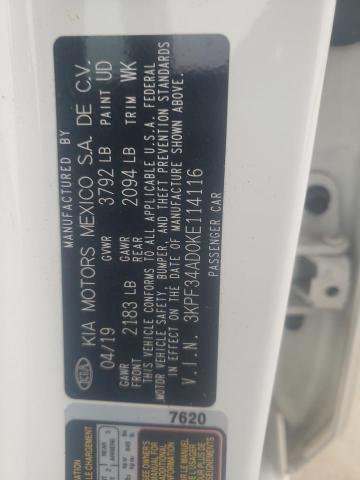 MANUFACTURED BY
KIA KIA MOTORS MEXICO S.A. DE C.V.
04/19 GVWR 3792 LB PAINT UD
GAWR FRONT 2183 LB GAWR REAR 2094 LB TRIM WK
THIS VEHICLE CONFORMS TO ALL APPLICABLE U.S.A. FEDERAL
MOTOR VEHICLE SAFETY, BUMPER, AND THEFT PREVENTION STANDARDS
IN EFFECT ON THE DATE OF MANUFACTURE SHOWN ABOVE.
V.I.N. 3KPF34AD0KE114116
PASSENGER CAR
7620